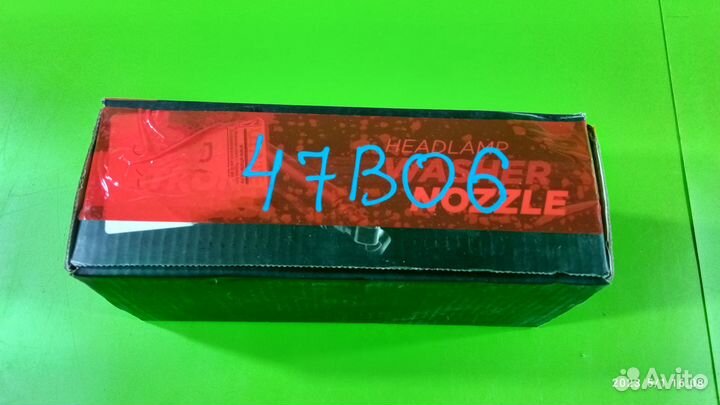 HEADLAMP
WASHER
NOZZLE
47B06
Avito